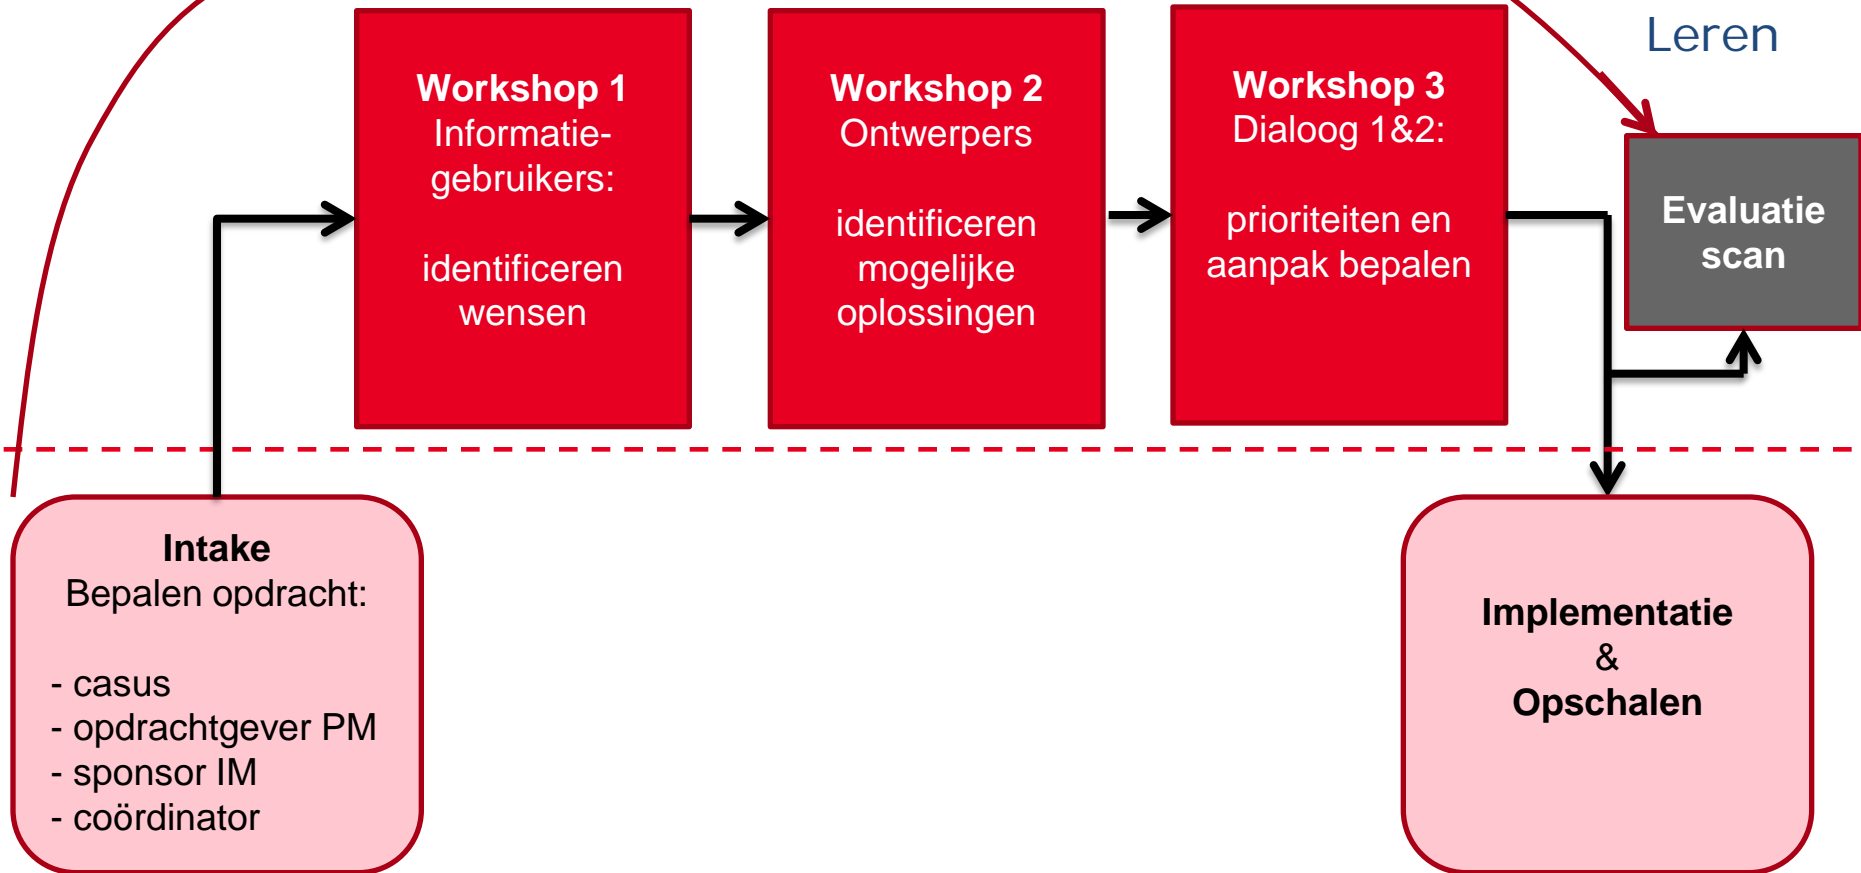 Leren
Workshop 1
Informatie-
gebruikers:
identificeren
wensen
Workshop 2
Ontwerpers
identificeren
mogelijke
oplossingen
Workshop 3
Dialoog 1&2:
prioriteiten en
aanpak bepalen
Evaluatie
scan
Intake
Bepalen opdracht:
- casus
- opdrachtgever PM
- sponsor IM
- coördinator
Implementatie
&
Opschalen